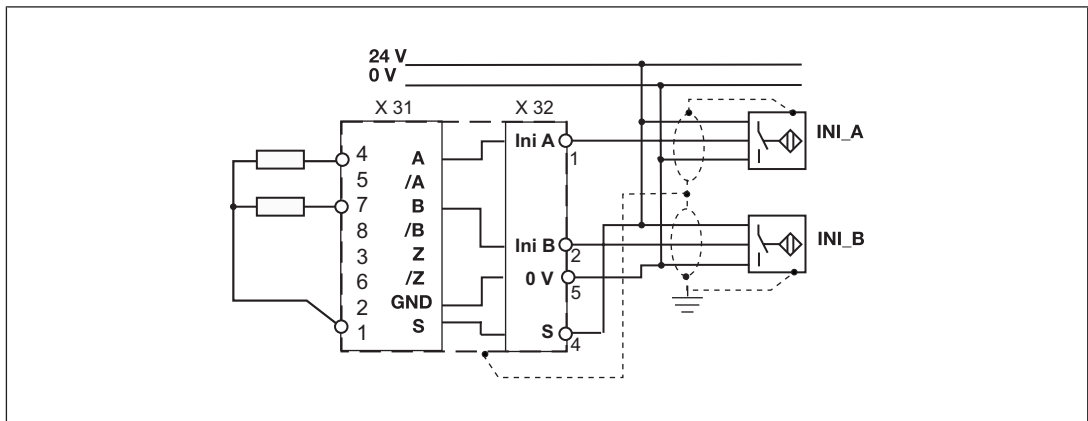 24 V
0 V
X 31
X 32
4 A Ini A 1
5 /A
7 B
8 /B Ini B 2
3 Z
6 /Z 0 V 5
2 GND
1 S S 4
INI_A
INI_B